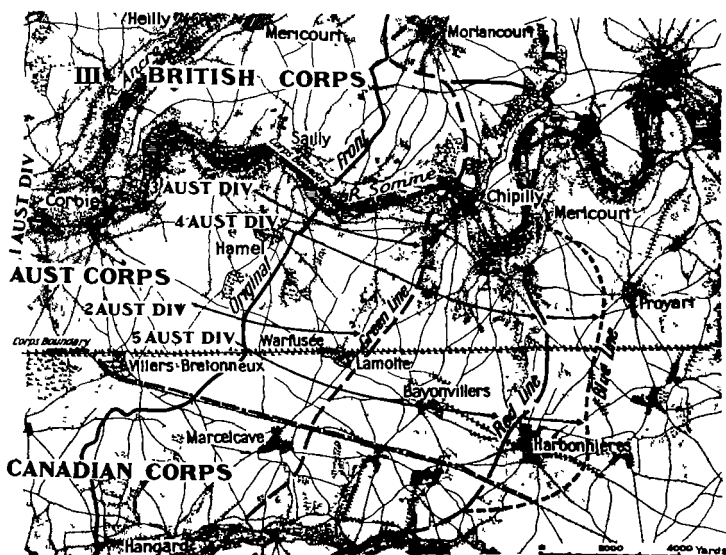 Heilly
Mericourt
Morlancourt
III BRITISH CORPS
Ancre
Sailly
Front
R. Somme
1 AUST DIV
Corbie
3 AUST DIV
4 AUST DIV
Hamel
Chipilly
Mericourt
AUST CORPS
Original
2 AUST DIV
Green Line
Proyart
5 AUST DIV
Warfusée
Corps Boundary
Villers-Bretonneux
Lamotte
Blue Line
Bayonvillers
Red Line
Marcelcave
Harbonnières
CANADIAN CORPS
Hangard
0 2000 4000 Yards